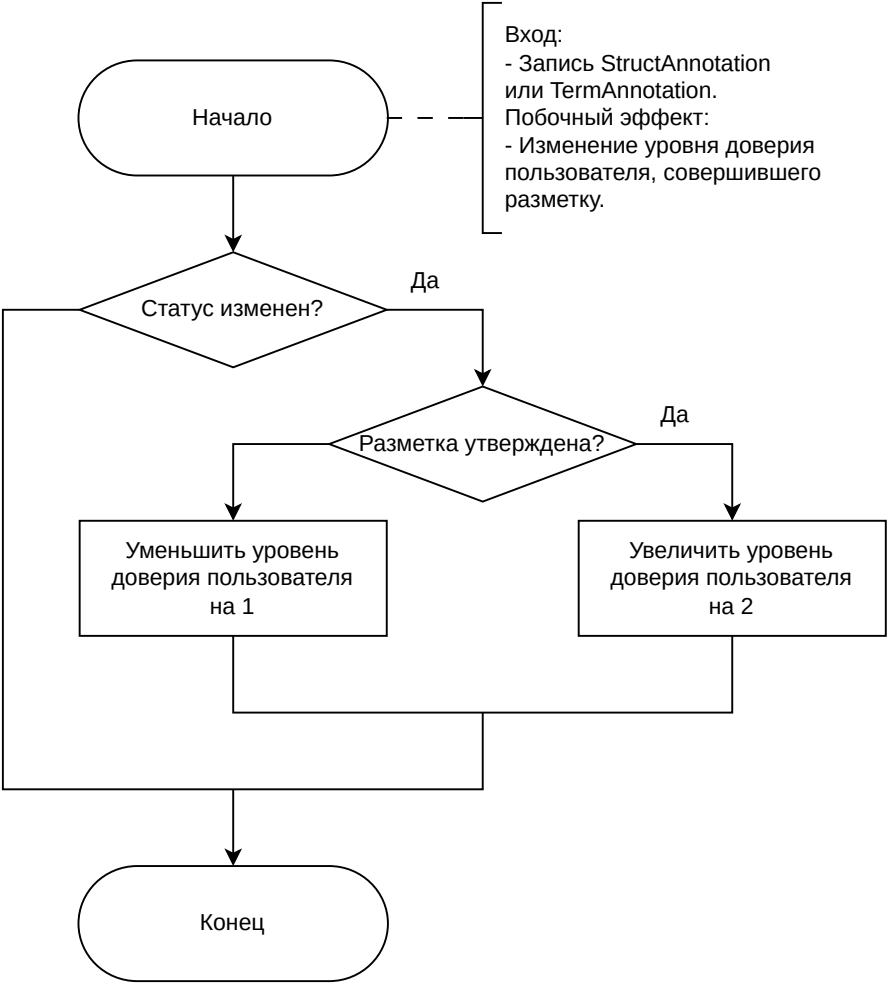 Вход:
- Запись StructAnnotation
или TermAnnotation.
Побочный эффект:
- Изменение уровня доверия
пользователя, совершившего
разметку.
Начало
Да
Статус изменен?
Да
Разметка утверждена?
Уменьшить уровень
доверия пользователя
на 1
Увеличить уровень
доверия пользователя
на 2
Конец